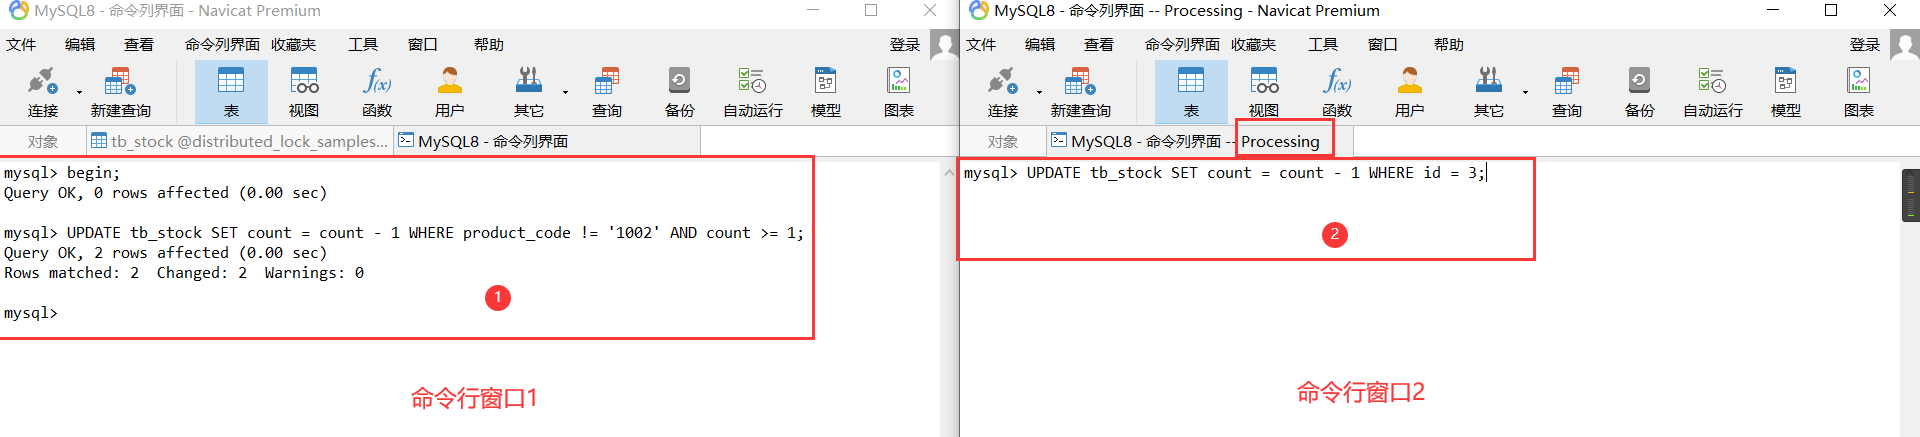 MySQL8 - 命令列界面 - Navicat Premium
文件 编辑 查看 命令列界面 收藏夹 工具 窗口 帮助 登录
连接 新建查询 表 视图 函数 用户 其它 查询 备份 自动运行 模型 图表
对象 tb_stock @distributed_lock_samples... MySQL8 - 命令列界面
mysql> begin;
Query OK, 0 rows affected (0.00 sec)
mysql> UPDATE tb_stock SET count = count - 1 WHERE product_code != '1002' AND count >= 1;
Query OK, 2 rows affected (0.00 sec)
Rows matched: 2  Changed: 2  Warnings: 0
1
mysql>
命令行窗口1
MySQL8 - 命令列界面 -- Processing - Navicat Premium
文件 编辑 查看 命令列界面 收藏夹 工具 窗口 帮助 登录
连接 新建查询 表 视图 函数 用户 其它 查询 备份 自动运行 模型 图表
对象 MySQL8 - 命令列界面 -- Processing
mysql> UPDATE tb_stock SET count = count - 1 WHERE id = 3;
2
命令行窗口2